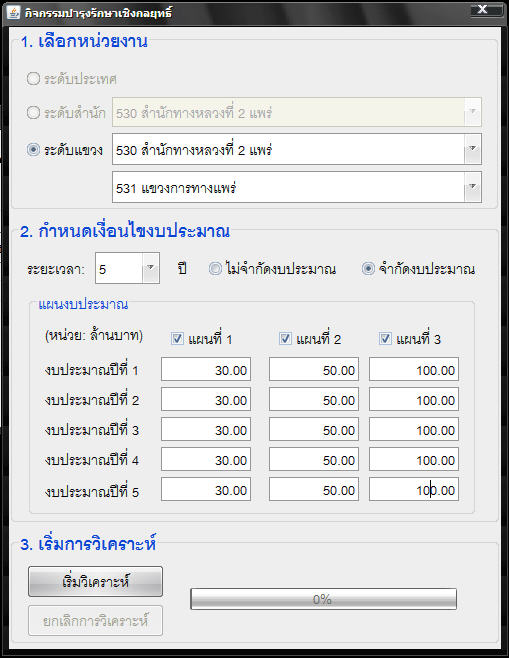 กิจกรรมบำรุงรักษาเชิงกลยุทธ์
1. เลือกหน่วยงาน
ระดับประเทศ
ระดับสำนัก 530 สำนักทางหลวงที่ 2 แพร่
ระดับแขวง 530 สำนักทางหลวงที่ 2 แพร่
531 แขวงการทางแพร่
2. กำหนดเงื่อนไขงบประมาณ
ระยะเวลา: 5 ปี ไม่จำกัดงบประมาณ จำกัดงบประมาณ
แผนงบประมาณ
(หน่วย: ล้านบาท) แผนที่ 1 แผนที่ 2 แผนที่ 3
งบประมาณปีที่ 1 30.00 50.00 100.00
งบประมาณปีที่ 2 30.00 50.00 100.00
งบประมาณปีที่ 3 30.00 50.00 100.00
งบประมาณปีที่ 4 30.00 50.00 100.00
งบประมาณปีที่ 5 30.00 50.00 100.00
3. เริ่มการวิเคราะห์
เริ่มวิเคราะห์ 0%
ยกเลิกการวิเคราะห์